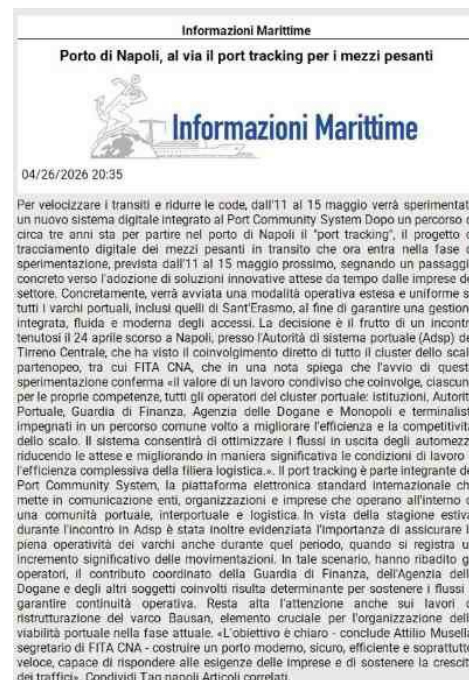 Informazioni Marittime
Porto di Napoli, al via il port tracking per i mezzi pesanti
Informazioni Marittime
04/26/2026 20:35
Per velocizzare i transiti e ridurre le code, dall'11 al 15 maggio verrà sperimentat
un nuovo sistema digitale integrato al Port Community System Dopo un percorso d
circa tre anni sta per partire nel porto di Napoli il "port tracking", il progetto d
tracciamento digitale dei mezzi pesanti in transito che ora entra nella fase d
sperimentazione, prevista dall'11 al 15 maggio prossimo, segnando un passaggi
concreto verso l'adozione di soluzioni innovative attese da tempo dalle imprese de
settore. Concretamente, verrà avviata una modalità operativa estesa e uniforme s
tutti i varchi portuali, inclusi quelli di Sant'Erasmo, al fine di garantire una gestion
integrata, fluida e moderna degli accessi. La decisione è il frutto di un incontr
tenutosi il 24 aprile scorso a Napoli, presso l'Autorità di sistema portuale (Adsp) de
Tirreno Centrale, che ha visto il coinvolgimento diretto di tutto il cluster dello scal
partenopeo, tra cui FITA CNA, che in una nota spiega che l'avvio di quest
sperimentazione conferma «il valore di un lavoro condiviso che coinvolge, ciascun
per le proprie competenze, tutti gli operatori del cluster portuale: istituzioni, Autorit
Portuale, Guardia di Finanza, Agenzia delle Dogane e Monopoli e terminalist
impegnati in un percorso comune volto a migliorare l'efficienza e la competitivit
dello scalo. Il sistema consentirà di ottimizzare i flussi in uscita degli automezz
riducendo le attese e migliorando in maniera significativa le condizioni di lavoro
l'efficienza complessiva della filiera logistica.». Il port tracking è parte integrante de
Port Community System, la piattaforma elettronica standard internazionale ch
mette in comunicazione enti, organizzazioni e imprese che operano all'interno d
una comunità portuale, interportuale e logistica. In vista della stagione estiva
durante l'incontro in Adsp è stata inoltre evidenziata l'importanza di assicurare l
piena operatività dei varchi anche durante quel periodo, quando si registra u
incremento significativo delle movimentazioni. In tale scenario, hanno ribadito g
operatori, il contributo coordinato della Guardia di Finanza, dell'Agenzia dell
Dogane e degli altri soggetti coinvolti risulta determinante per sostenere i flussi
garantire continuità operativa. Resta alta l'attenzione anche sui lavori d
ristrutturazione del varco Bausan, elemento cruciale per l'organizzazione dell
viabilità portuale nella fase attuale. «L'obiettivo è chiaro - conclude Attilio Musell
segretario di FITA CNA - costruire un porto moderno, sicuro, efficiente e soprattutt
veloce, capace di rispondere alle esigenze delle imprese e di sostenere la crescit
dei traffici». Condividi Tag napoli Articoli correlati.